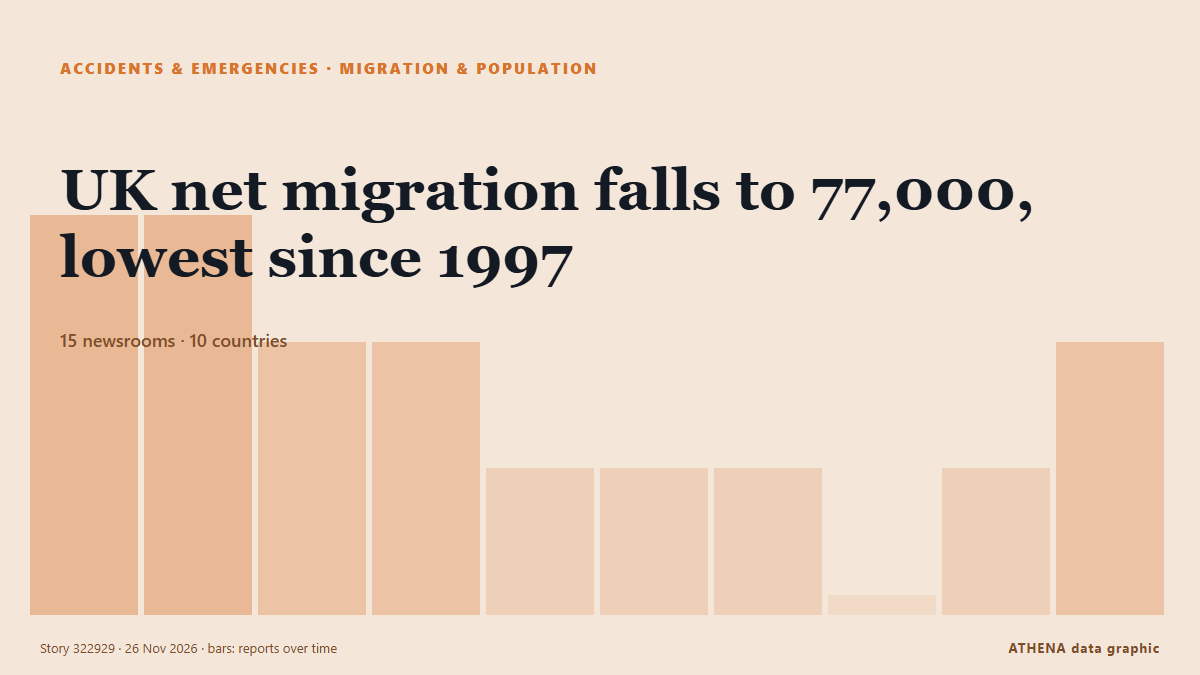 ACCIDENTS & EMERGENCIES · MIGRATION & POPULATION
UK net migration falls to 77,000,
lowest since 1997
15 newsrooms · 10 countries
Story 322929 · 26 Nov 2026 · bars: reports over time
ATHENA data graphic